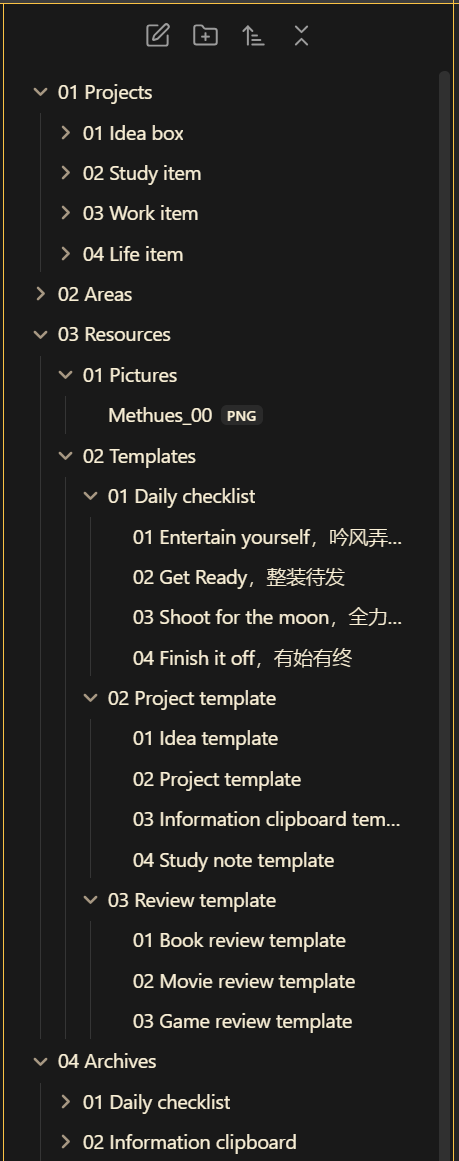 01 Projects
01 Idea box
02 Study item
03 Work item
04 Life item
02 Areas
03 Resources
01 Pictures
Methues_00 PNG
02 Templates
01 Daily checklist
01 Entertain yourself，吟风弄...
02 Get Ready，整装待发
03 Shoot for the moon，全力...
04 Finish it off，有始有终
02 Project template
01 Idea template
02 Project template
03 Information clipboard tem...
04 Study note template
03 Review template
01 Book review template
02 Movie review template
03 Game review template
04 Archives
01 Daily checklist
02 Information clipboard